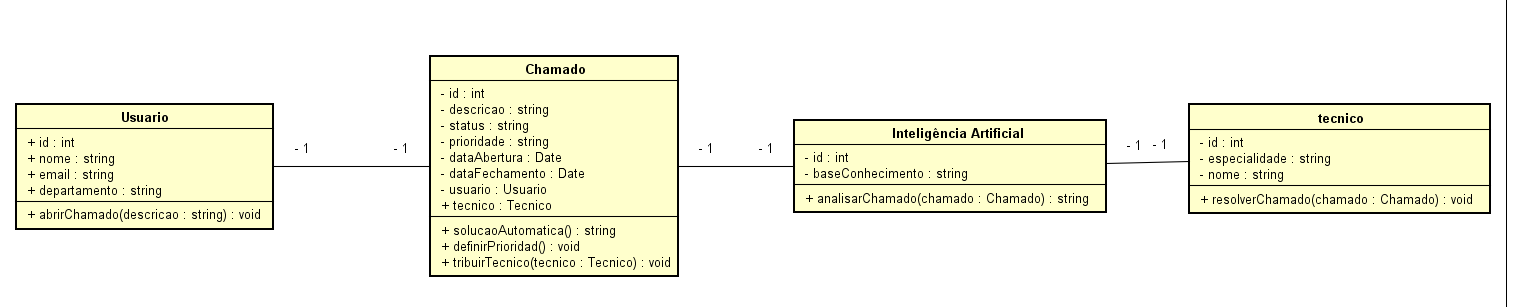 Usuario
+ id : int
+ nome : string
+ email : string
+ departamento : string
+ abrirChamado(descricao : string) : void
- 1
- 1
Chamado
- id : int
- descricao : string
- status : string
- prioridade : string
- dataAbertura : Date
- dataFechamento : Date
- usuario : Usuario
+ tecnico : Tecnico
+ solucaoAutomatica() : string
+ definirPrioridad() : void
+ tribuirTecnico(tecnico : Tecnico) : void
- 1
- 1
Inteligència Artificial
- id : int
- baseConhecimento : string
+ analisarChamado(chamado : Chamado) : string
- 1
- 1
tecnico
- id : int
- especialidade : string
- nome : string
+ resolverChamado(chamado : Chamado) : void